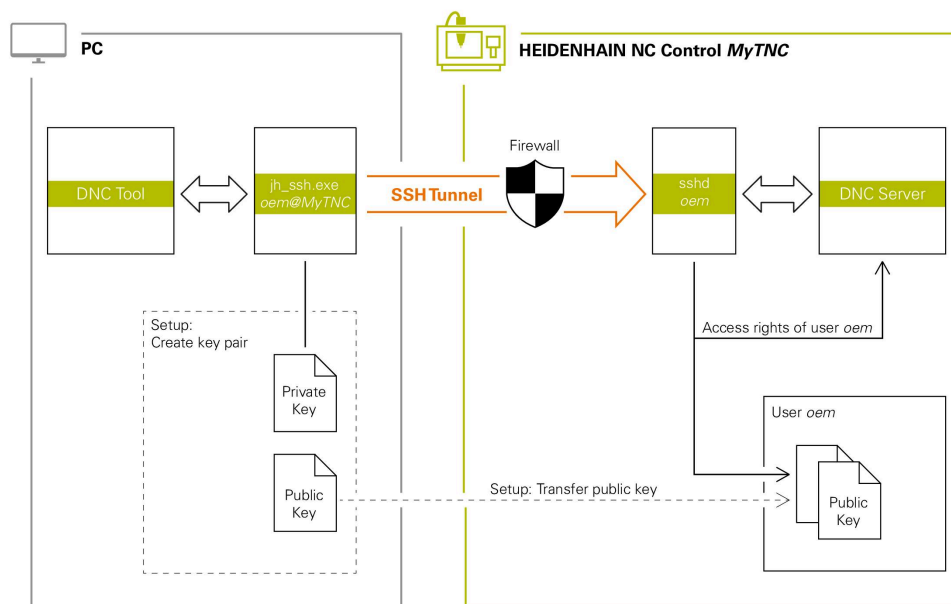 PC
HEIDENHAIN NC Control MyTNC
DNC Tool
jh_ssh.exe
oem@MyTNC
SSH Tunnel
Firewall
sshd
oem
DNC Server
Setup:
Create key pair
Private
Key
Public
Key
Access rights of user oem
Setup: Transfer public key
User oem
Public
Key